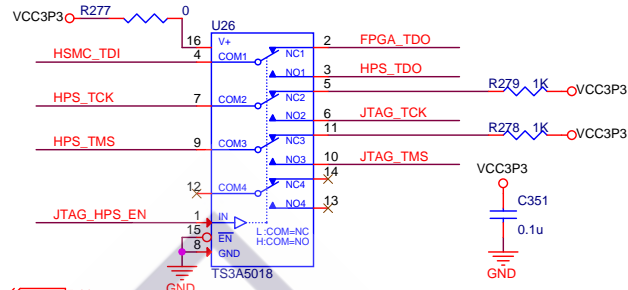 VCC3P3 R277 0
U26
16 V+
HSMC_TDI 4 COM1 NC1 2 FPGA_TDO
NO1 3 HPS_TDO
HPS_TCK 7 COM2 NC2 5 R279 1K VCC3P3
NO2 6 JTAG_TCK
HPS_TMS 9 COM3 NC3 11 R278 1K VCC3P3
NO3 10 JTAG_TMS
12 COM4 NC4 14
NO4 13
JTAG_HPS_EN 1 IN
15 EN
8 GND
L :COM=NC
H:COM=NO
GND
TS3A5018
VCC3P3
C351
0.1u
GND